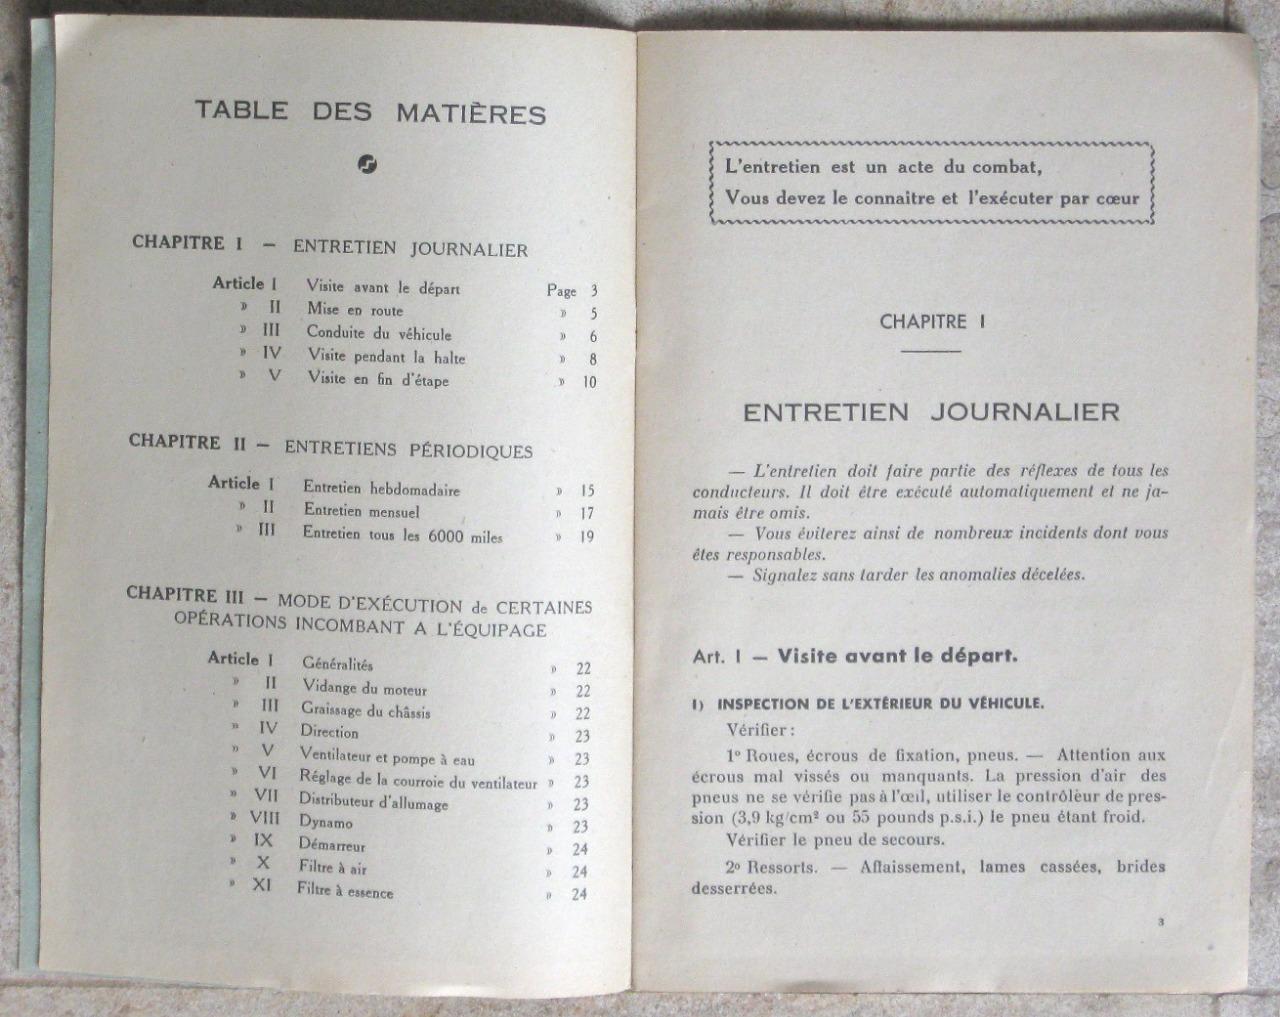 TABLE DES MATIÈRES
CHAPITRE I — ENTRETIEN JOURNALIER
Article I Visite avant le départ Page 3
» II Mise en route » 5
» III Conduite du véhicule » 6
» IV Visite pendant la halte » 8
» V Visite en fin d'étape » 10
CHAPITRE II — ENTRETIENS PÉRIODIQUES
Article I Entretien hebdomadaire » 15
» II Entretien mensuel » 17
» III Entretien tous les 6000 miles » 19
CHAPITRE III — MODE D'EXÉCUTION de CERTAINES
OPÉRATIONS INCOMBANT A L'ÉQUIPAGE
Article I Généralités » 22
» II Vidange du moteur » 22
» III Graissage du châssis » 22
» IV Direction » 23
» V Ventilateur et pompe à eau » 23
» VI Réglage de la courroie du ventilateur » 23
» VII Distributeur d'allumage » 23
» VIII Dynamo » 23
» IX Démarreur » 24
» X Filtre à air » 24
» XI Filtre à essence » 24
L'entretien est un acte du combat,
Vous devez le connaitre et l'exécuter par cœur
CHAPITRE I
ENTRETIEN JOURNALIER
— L'entretien doit faire partie des réflexes de tous les
conducteurs. Il doit être exécuté automatiquement et ne ja-
mais être omis.
— Vous éviterez ainsi de nombreux incidents dont vous
êtes responsables.
— Signalez sans tarder les anomalies décelées.
Art. I — Visite avant le départ.
I) INSPECTION DE L'EXTÉRIEUR DU VÉHICULE.
Vérifier :
1º Roues, écrous de fixation, pneus. — Attention aux
écrous mal vissés ou manquants. La pression d'air des
pneus ne se vérifie pas à l'œil, utiliser le contrôleur de pres-
sion (3,9 kg/cm² ou 55 pounds p.s.i.) le pneu étant froid.
Vérifier le pneu de secours.
2º Ressorts. — Affaissement, lames cassées, brides
desserrées.
3